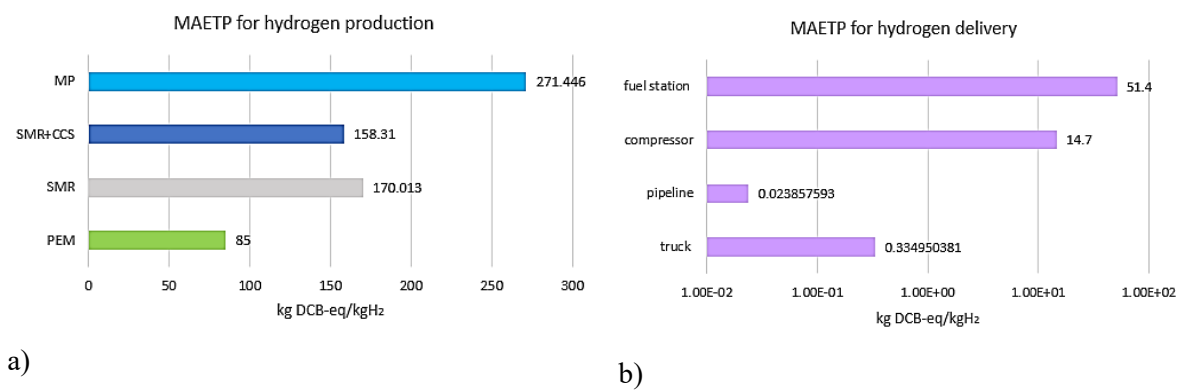 MAETP for hydrogen production
MP
271.446
SMR+CCS
158.31
SMR
170.013
PEM
85
0 50 100 150 200 250 300
kg DCB-eq/kgH₂
a)
MAETP for hydrogen delivery
fuel station
51.4
compressor
14.7
pipeline
0.023857593
truck
0.334950381
1.00E-02 1.00E-01 1.00E+00 1.00E+01 1.00E+02
kg DCB-eq/kgH₂
b)